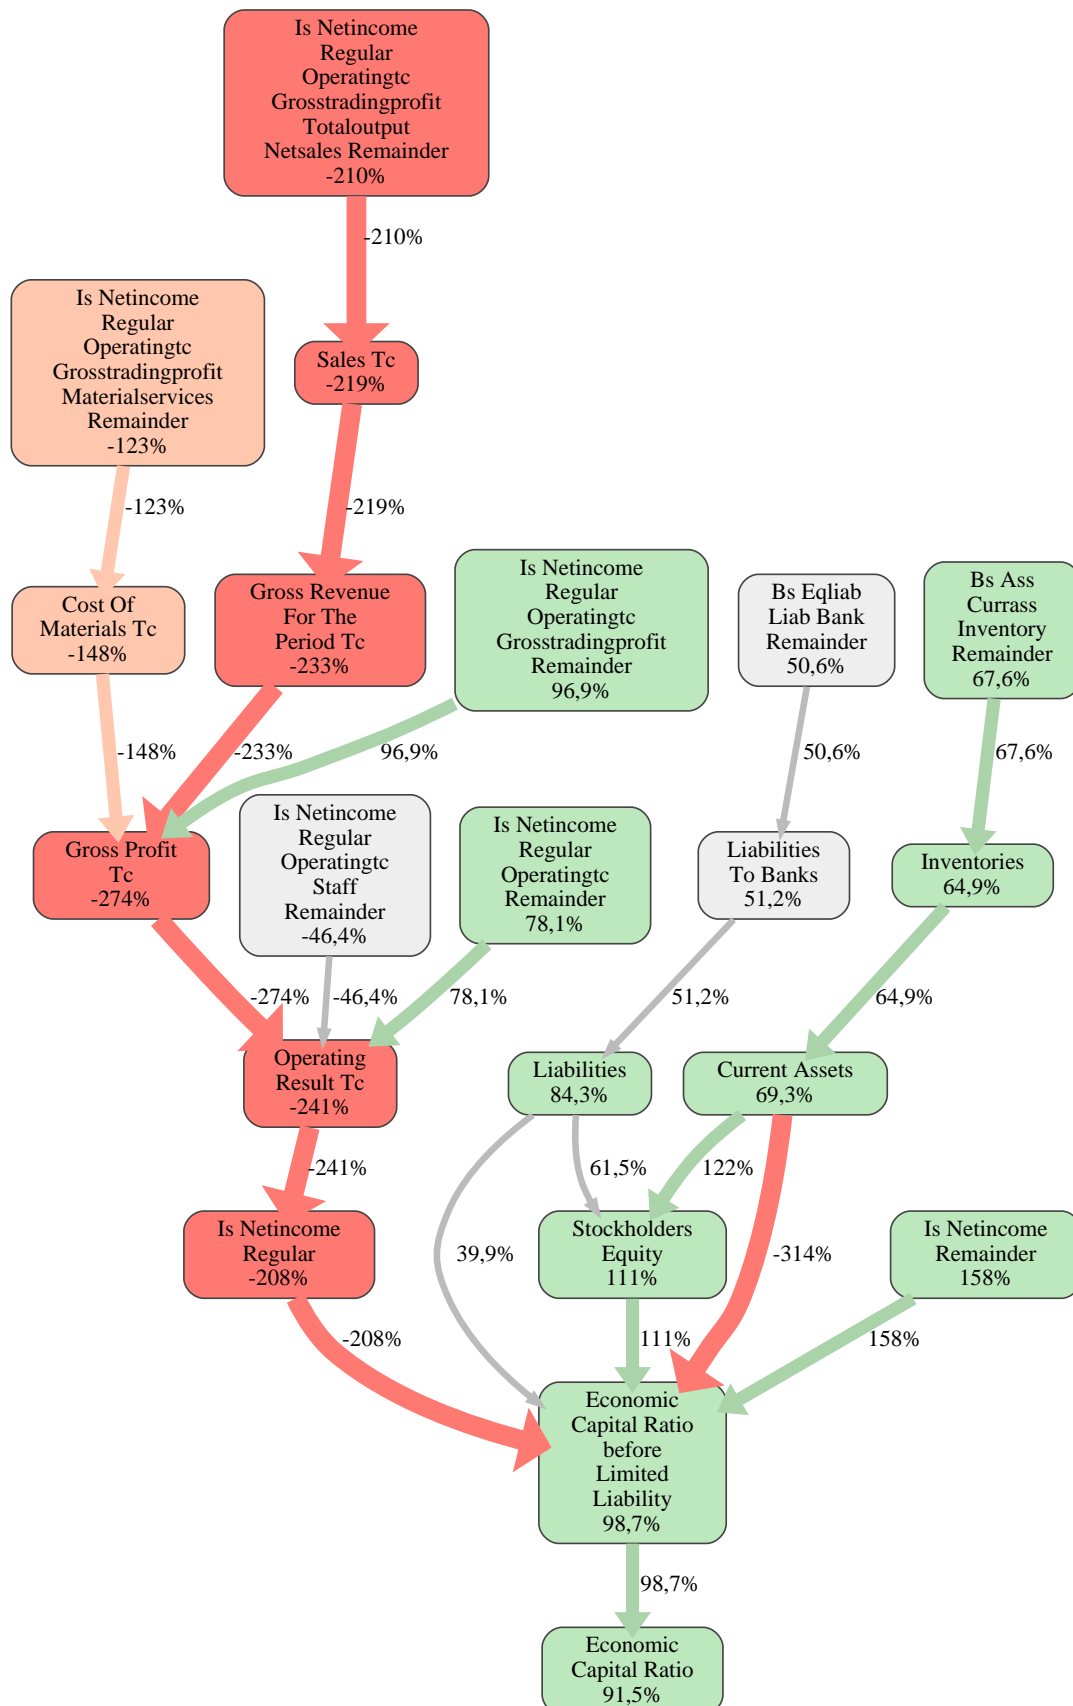 Is Netincome
Regular
Operatingtc
Grosstradingprofit
Totaloutput
Netsales Remainder
-210%
-210%
Is Netincome
Regular
Operatingtc
Grosstradingprofit
Materialservices
Remainder
-123%
Sales Tc
-219%
-123%
-219%
Cost Of
Materials Tc
-148%
Gross Revenue
For The
Period Tc
-233%
Is Netincome
Regular
Operatingtc
Grosstradingprofit
Remainder
96,9%
Bs Eqliab
Liab Bank
Remainder
50,6%
Bs Ass
Currass
Inventory
Remainder
67,6%
-148%
-233%
96,9%
50,6%
67,6%
Gross Profit
Tc
-274%
Is Netincome
Regular
Operatingtc
Staff
Remainder
-46,4%
Is Netincome
Regular
Operatingtc
Remainder
78,1%
Liabilities
To Banks
51,2%
Inventories
64,9%
-274%
-46,4%
78,1%
51,2%
64,9%
Operating
Result Tc
-241%
Liabilities
84,3%
Current Assets
69,3%
-241%
61,5%
122%
Is Netincome
Regular
-208%
39,9%
Stockholders
Equity
111%
-314%
Is Netincome
Remainder
158%
-208%
111%
158%
Economic
Capital Ratio
before
Limited
Liability
98,7%
98,7%
Economic
Capital Ratio
91,5%